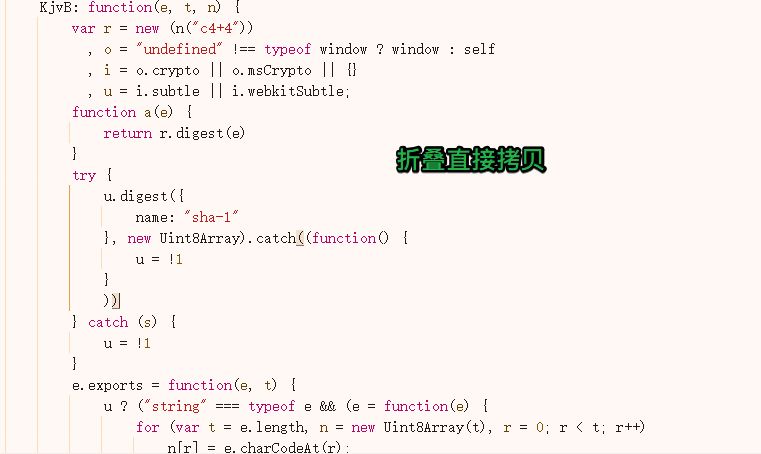 KjvB: function(e, t, n) {
var r = new (n("c4+4"))
, o = "undefined" !== typeof window ? window : self
, i = o.crypto || o.msCrypto || {}
, u = i.subtle || i.webkitSubtle;
function a(e) {
return r.digest(e)
}
折叠直接拷贝
try {
u.digest({
name: "sha-1"
}, new Uint8Array).catch((function() {
u = !1
}
))
} catch (s) {
u = !1
}
e.exports = function(e, t) {
u ? ("string" === typeof e && (e = function(e) {
for (var t = e.length, n = new Uint8Array(t), r = 0; r < t; r++)
n[r] = e.charCodeAt(r);